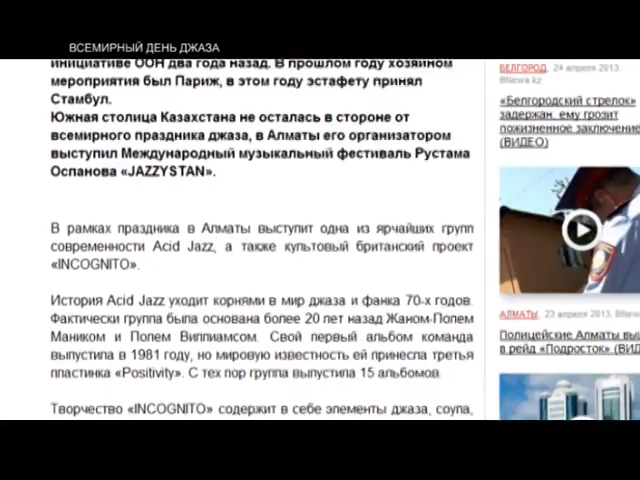 ВСЕМИРНЫЙ ДЕНЬ ДЖАЗА
инициативе ООН два года назад. В прошлом году хозяином
мероприятия был Париж, в этом году эстафету принял
Стамбул.
Южная столица Казахстана не осталась в стороне от
всемирного праздника джаза, в Алматы его организатором
выступил Международный музыкальный фестиваль Рустама
Оспанова «JAZZYSTAN».
В рамках праздника в Алматы выступит одна из ярчайших групп
современности Acid Jazz, а также культовый британский проект
«INCOGNITO».
История Acid Jazz уходит корнями в мир джаза и фанка 70-х годов.
Фактически группа была основана более 20 лет назад Жаном-Полем
Маником и Полем Виллиамсом. Свой первый альбом команда
выпустила в 1981 году, но мировую известность ей принесла третья
пластинка «Positivity». С тех пор группа выпустила 15 альбомов.
Творчество «INCOGNITO» содержит в себе элементы джаза, соула,
БЕЛГОРОД, 24 апреля 2013.
BNews.kz
«Белгородский стрелок»
задержан, ему грозит
пожизненное заключение
(ВИДЕО)
АЛМАТЫ, 23 апреля 2013. BNew
Полицейские Алматы выш
в рейд «Подросток» (ВИД